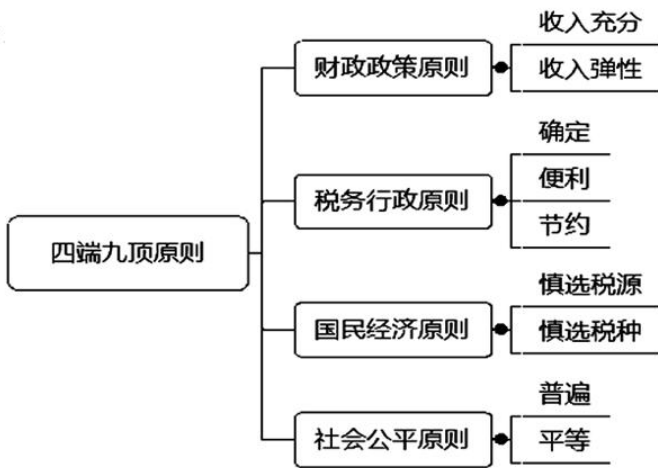 四端九顶原则
财政政策原则
收入充分
收入弹性
税务行政原则
确定
便利
节约
国民经济原则
慎选税源
慎选税种
社会公平原则
普遍
平等